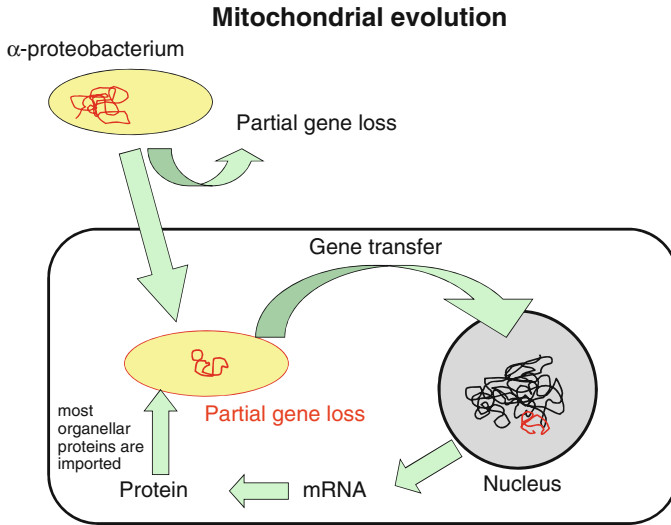 Mitochondrial evolution
α-proteobacterium
Partial gene loss
Gene transfer
Partial gene loss
most
organellar
proteins are
imported
Protein
mRNA
Nucleus